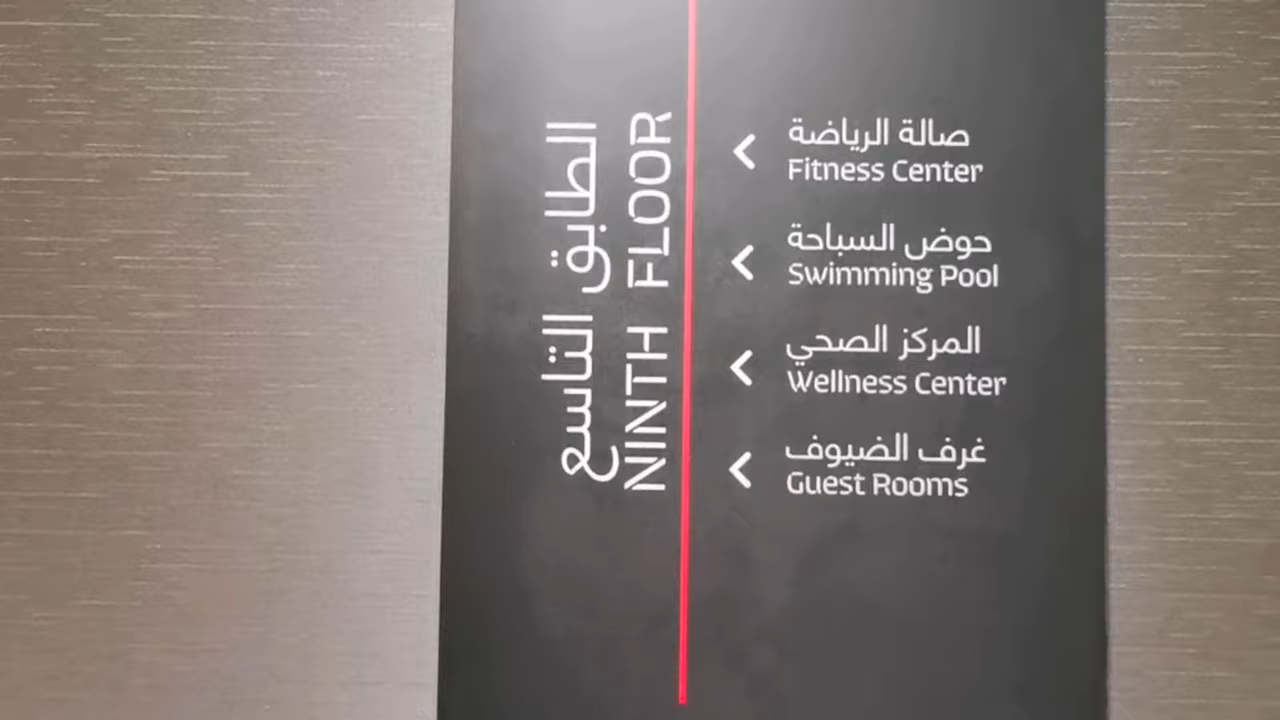 الطابق التاسع
NINTH FLOOR
صالة الرياضة
Fitness Center
حوض السباحة
Swimming Pool
المركز الصحي
Wellness Center
غرف الضيوف
Guest Rooms